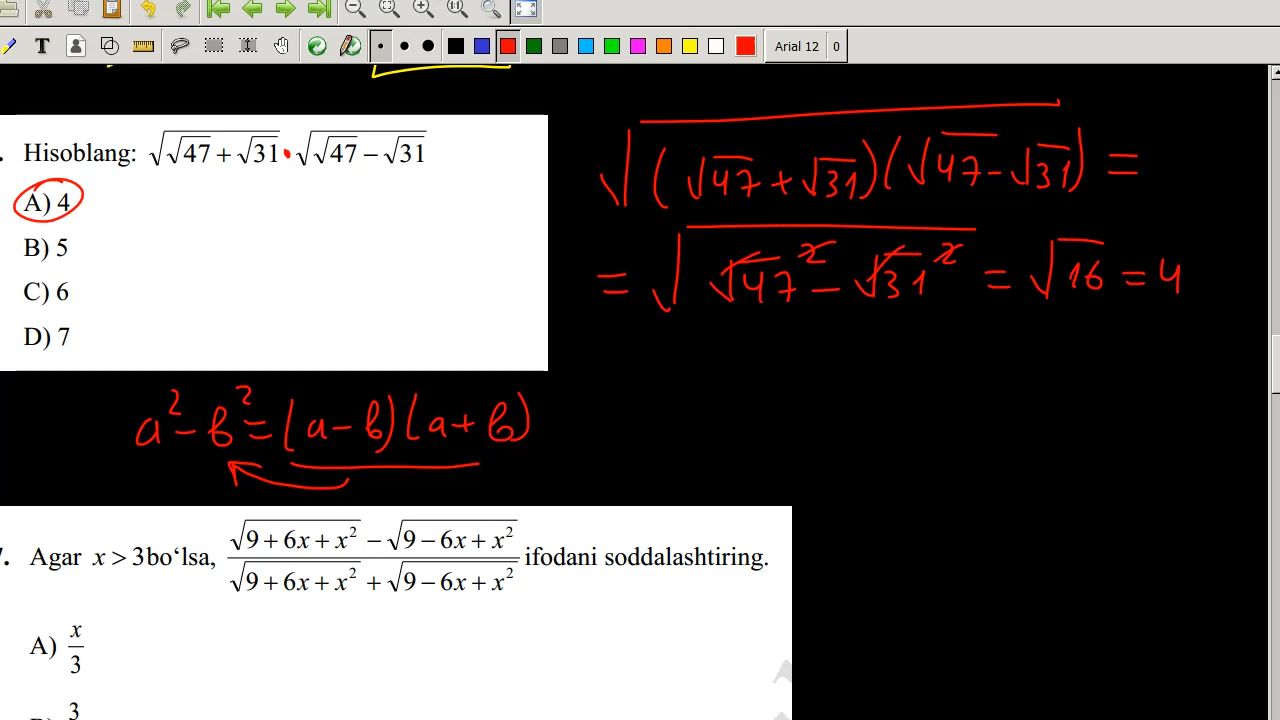 Arial 12 0
. Hisoblang: √(√47 + √31) • √(√47 − √31)
A) 4
B) 5
C) 6
D) 7
√((√47 + √31)(√47 − √31)) =
= √(√47² − √31²) = √16 = 4
a² − b² = (a − b)(a + b)
7. Agar x > 3 bo‘lsa, (√(9 + 6x + x²) − √(9 − 6x + x²)) / (√(9 + 6x + x²) + √(9 − 6x + x²)) ifodani soddalashtiring.
A) x/3
3